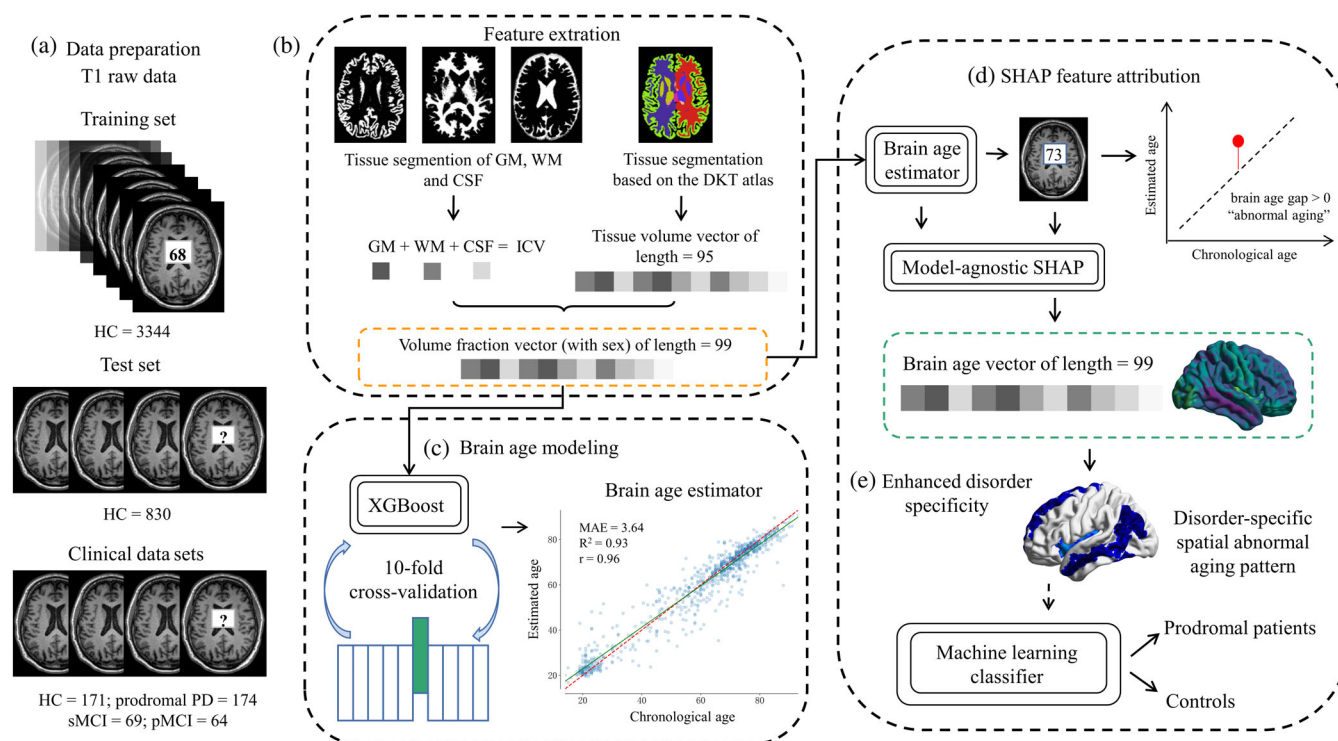 (a)
Data preparation
T1 raw data
Training set
68
HC = 3344
Test set
?
HC = 830
Clinical data sets
?
HC = 171; prodromal PD = 174
sMCI = 69; pMCI = 64
(b)
Feature extration
Tissue segmention of GM, WM
and CSF
Tissue segmentation
based on the DKT atlas
GM + WM + CSF = ICV
Tissue volume vector of
length = 95
Volume fraction vector (with sex) of length = 99
(c) Brain age modeling
XGBoost
10-fold
cross-validation
Brain age estimator
MAE = 3.64
R² = 0.93
r = 0.96
Estimated age
80
60
40
20
20
40
60
80
Chronological age
(d) SHAP feature attribution
Brain age
estimator
73
Estimated age
brain age gap > 0
“abnormal aging”
Chronological age
Model-agnostic SHAP
Brain age vector of length = 99
(e) Enhanced disorder
specificity
Disorder-specific
spatial abnormal
aging pattern
Machine learning
classifier
Prodromal patients
Controls